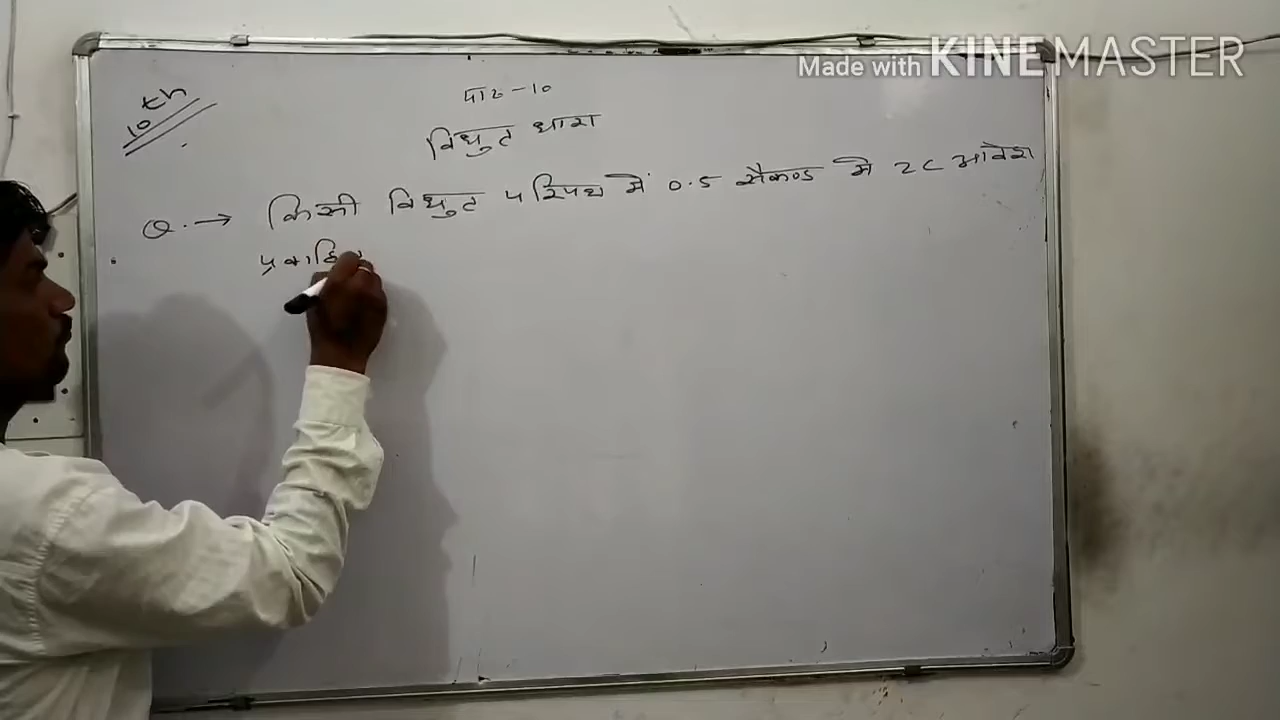 Made with KINEMASTER
10th
पाठ-10
विधुत धारा
Q.→ किसी विधुत परिपथ में 0.5 सैकण्ड मे 2C आवेश
प्रवाहि